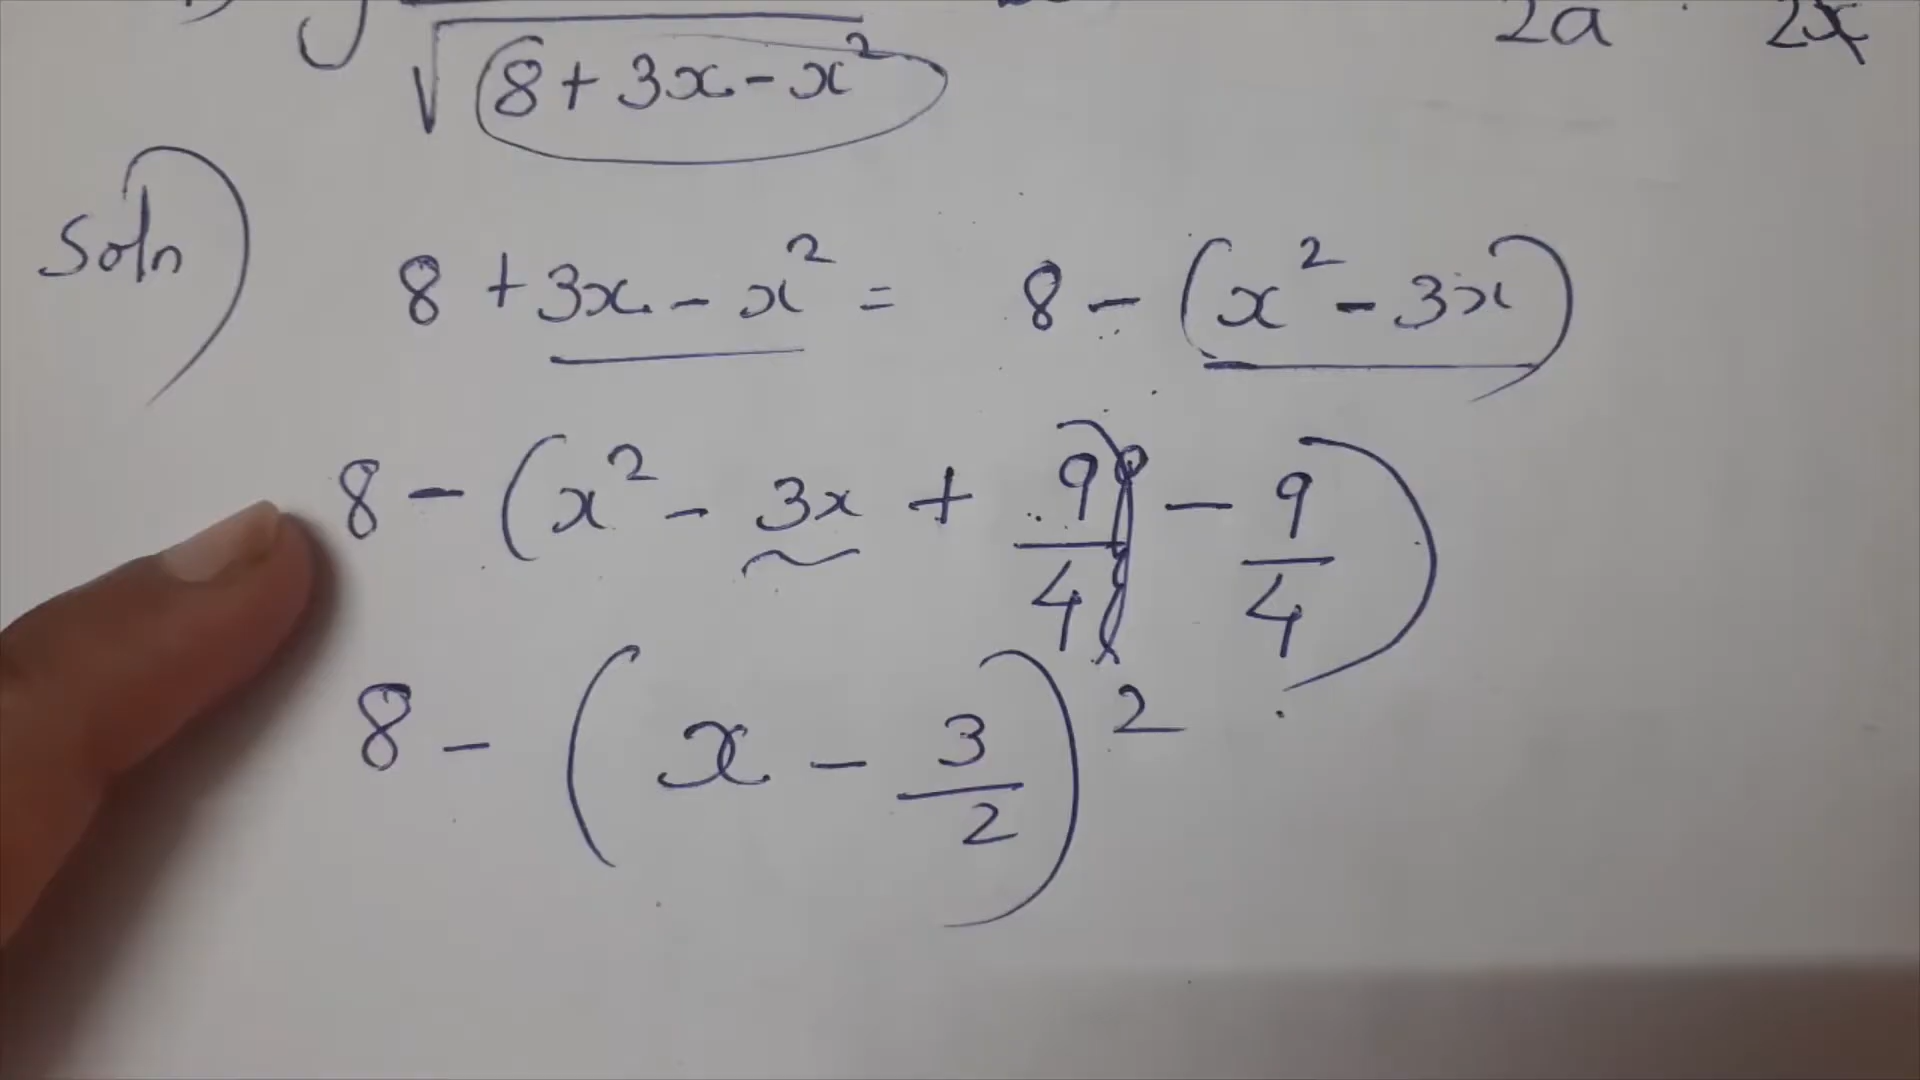 √(8 + 3x - x²) 2a . 2x
Soln) 8 + 3x - x² = 8 - (x² - 3x)
8 - (x² - 3x + 9/4 - 9/4)
8 - (x - 3/2)²